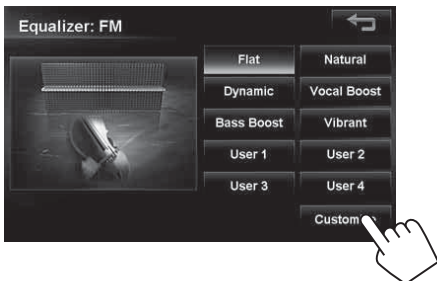 Equalizer: FM
Flat Natural
Dynamic Vocal Boost
Bass Boost Vibrant
User 1 User 2
User 3 User 4